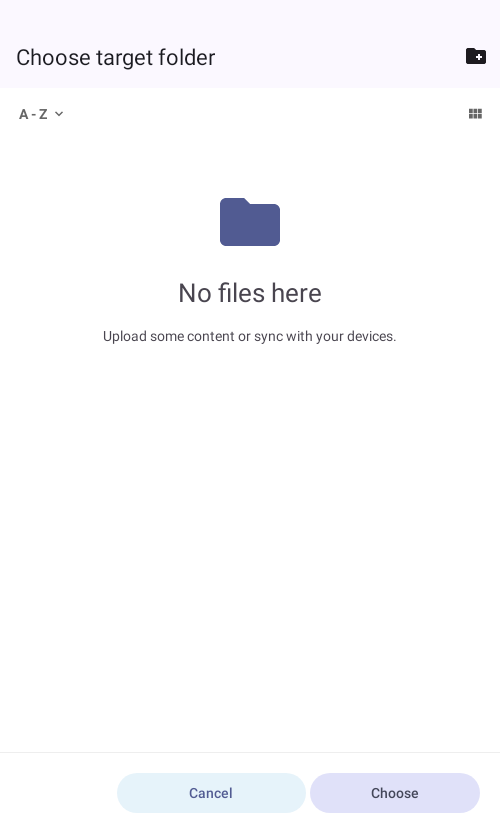 Choose target folder
A - Z
No files here
Upload some content or sync with your devices.
Cancel
Choose